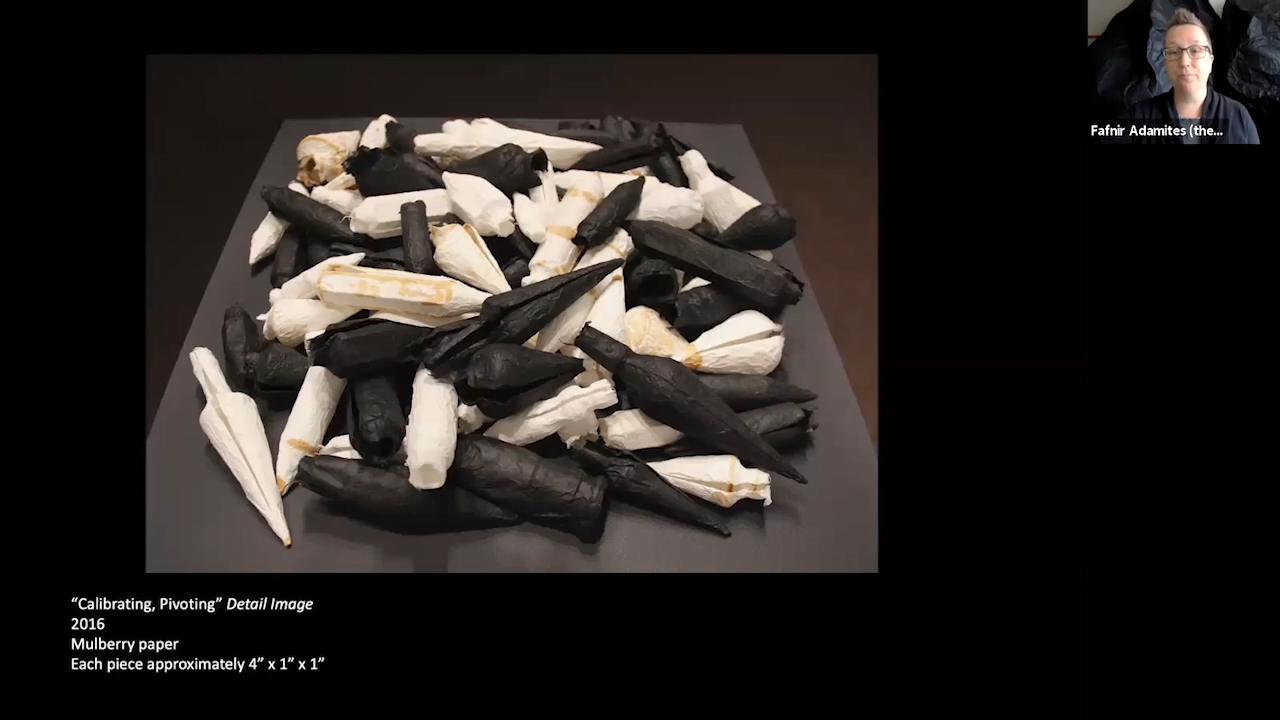 Fafnir Adamites (the...
“Calibrating, Pivoting” Detail Image
2016
Mulberry paper
Each piece approximately 4” x 1” x 1”